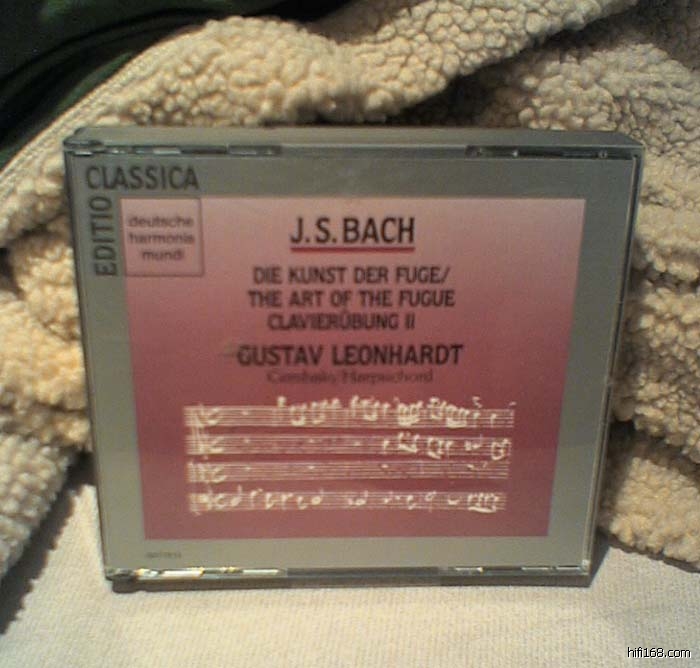 EDITIO
CLASSICA
deutsche
harmonia
mundi
J.S. BACH
DIE KUNST DER FUGE/
THE ART OF THE FUGUE
CLAVIERÜBUNG II
GUSTAV LEONHARDT
Cembalo/Harpsichord
hifi168.com